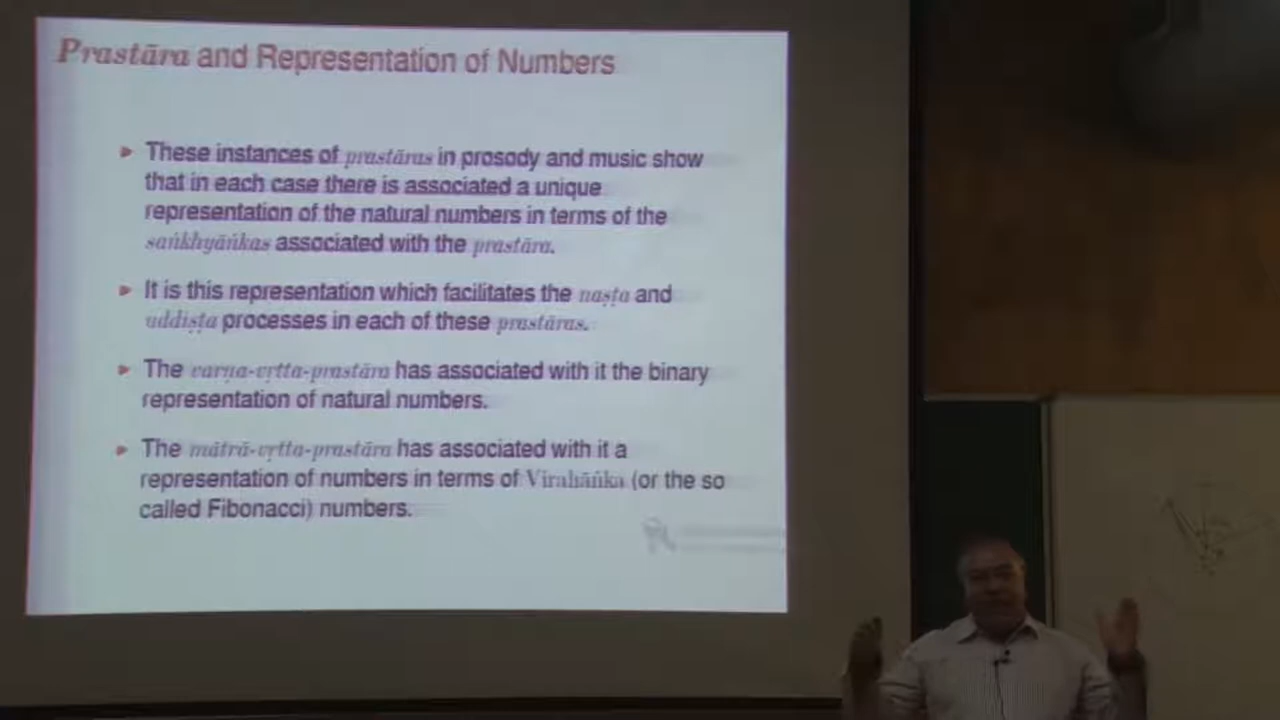 Prastāra and Representation of Numbers
These instances of prastāras in prosody and music show
that in each case there is associated a unique
representation of the natural numbers in terms of the
saṅkhyāṅkas associated with the prastāra.
It is this representation which facilitates the naṣṭa and
uddiṣṭa processes in each of these prastāras.
The varṇa-vṛtta-prastāra has associated with it the binary
representation of natural numbers.
The mātrā-vṛtta-prastāra has associated with it a
representation of numbers in terms of Virahāṅka (or the so
called Fibonacci) numbers.